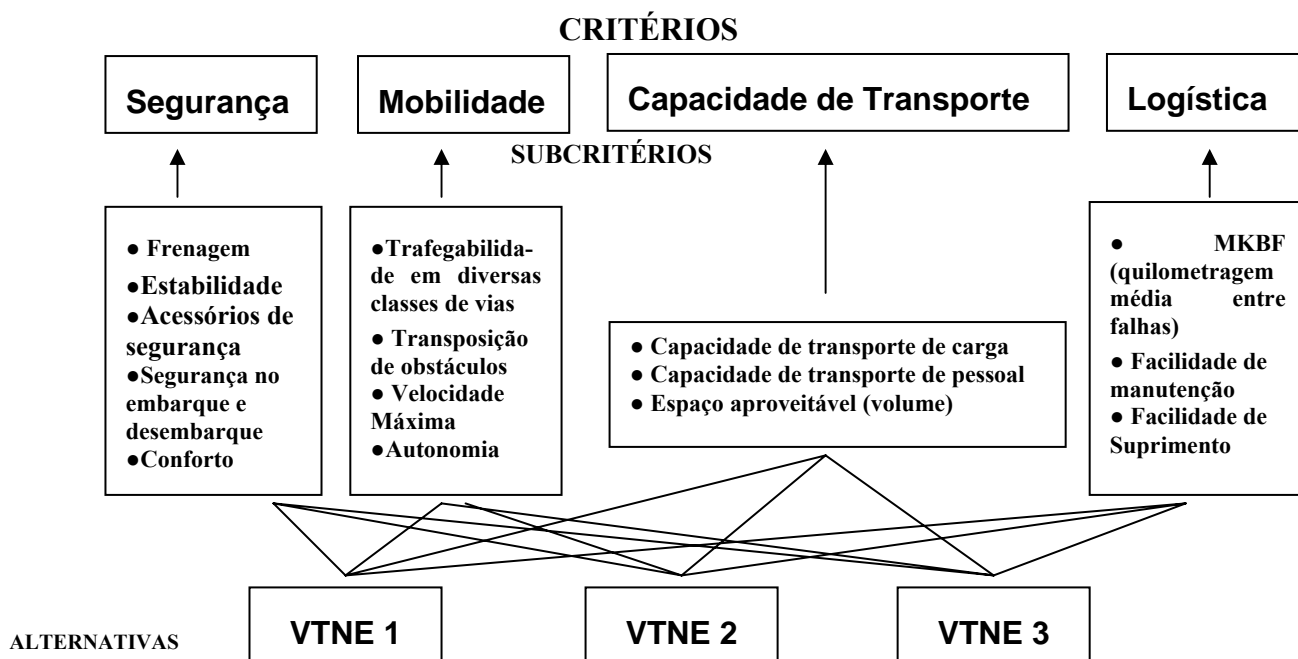 CRITÉRIOS
Segurança
Mobilidade
Capacidade de Transporte
Logística
SUBCRITÉRIOS
● Frenagem
●Estabilidade
●Acessórios de
segurança
●Segurança no
embarque e
desembarque
●Conforto
●Trafegabilida-
de em diversas
classes de vias
● Transposição
de obstáculos
● Velocidade
Máxima
●Autonomia
● Capacidade de transporte de carga
● Capacidade de transporte de pessoal
● Espaço aproveitável (volume)
● MKBF
(quilometragem
média entre
falhas)
● Facilidade de
manutenção
● Facilidade de
Suprimento
ALTERNATIVAS
VTNE 1
VTNE 2
VTNE 3